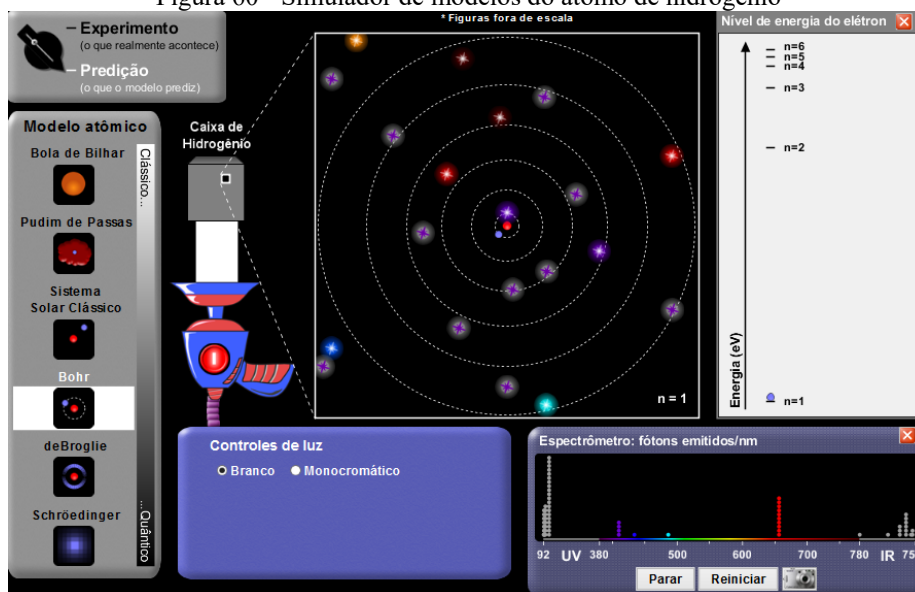 Figura 60 - Simulador de modelos do átomo de hidrogênio
* Figuras fora de escala
Experimento
(o que realmente acontece)
Predição
(o que o modelo prediz)
Modelo atômico
Bola de Bilhar
Pudim de Passas
Sistema
Solar Clássico
Bohr
deBroglie
Schröedinger
Clássico...
...Quântico
Caixa de
Hidrogênio
n = 1
Nível de energia do elétron
n=6
n=5
n=4
n=3
n=2
n=1
Energia (eV)
Controles de luz
Branco
Monocromático
Espectrômetro: fótons emitidos/nm
92 UV 380 500 600 700 780 IR 75
Parar
Reiniciar